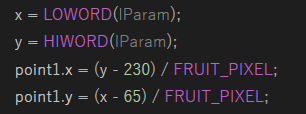 x = LOWORD(lParam);
y = HIWORD(lParam);
point1.x = (y - 230) / FRUIT_PIXEL;
point1.y = (x - 65) / FRUIT_PIXEL;